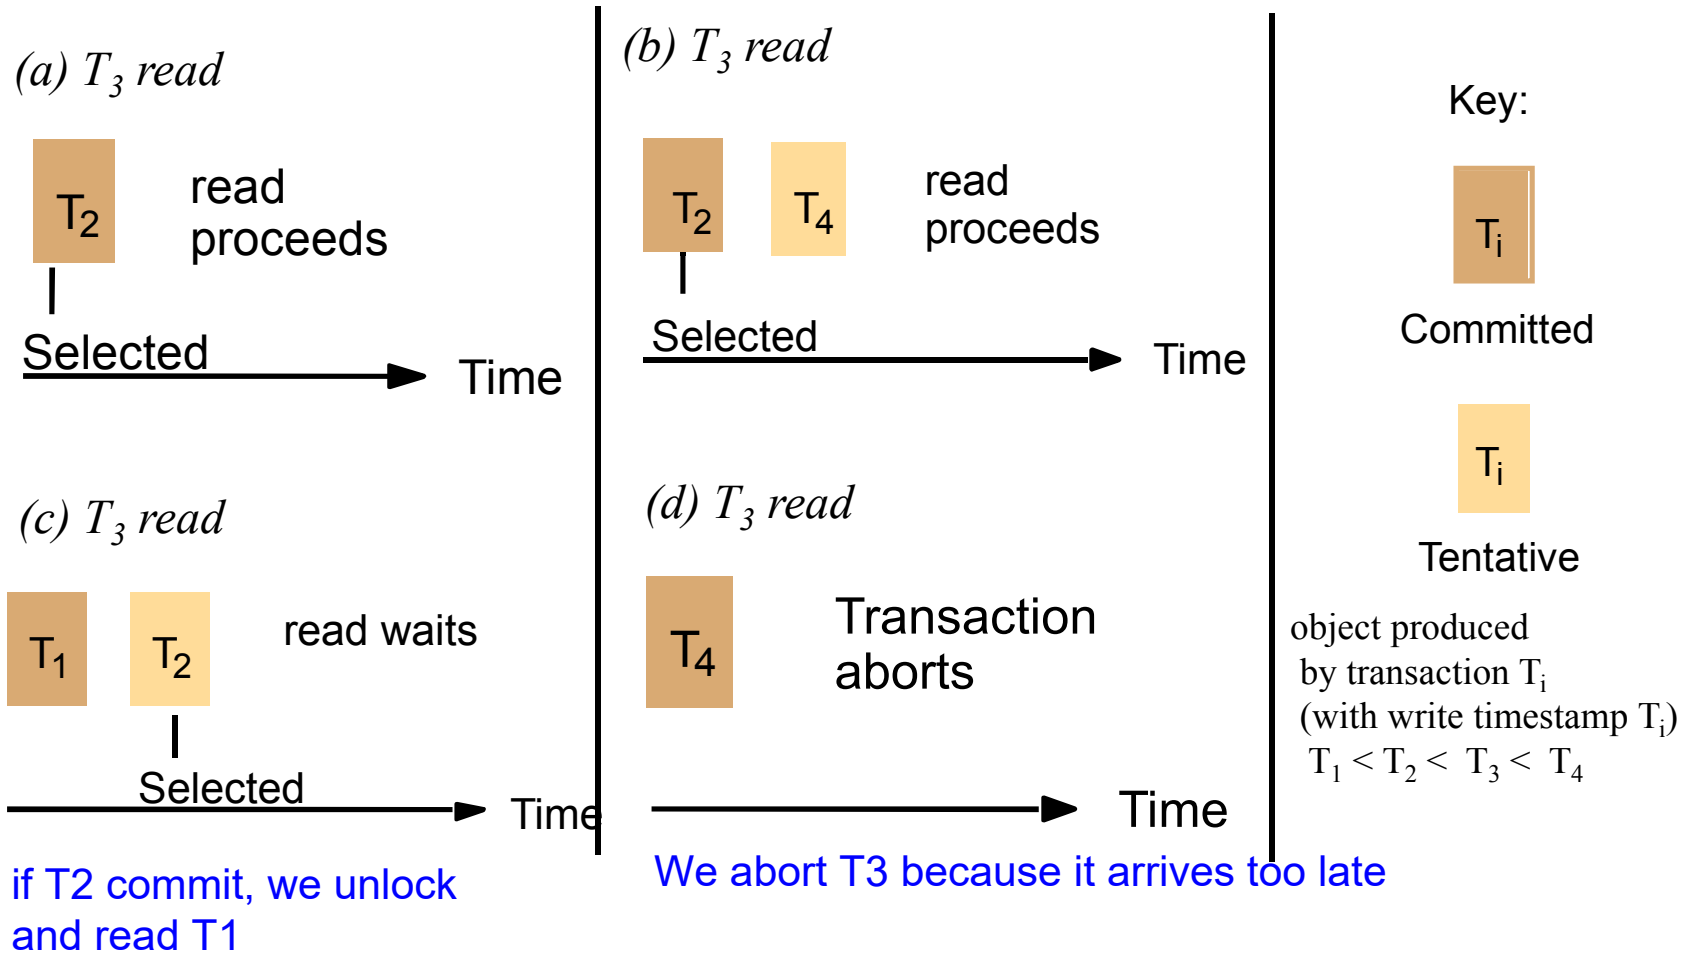 (a) T3 read
T2
read
proceeds
Selected
Time
(b) T3 read
T2
T4
read
proceeds
Selected
Time
(c) T3 read
T1
T2
read waits
Selected
Time
if T2 commit, we unlock
and read T1
(d) T3 read
T4
Transaction
aborts
Time
We abort T3 because it arrives too late
Key:
Ti
Committed
Ti
Tentative
object produced
by transaction Ti
(with write timestamp Ti)
T1 < T2 < T3 < T4